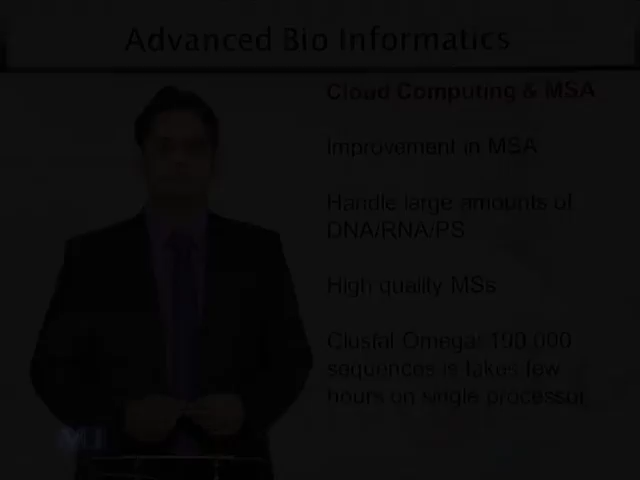 Advanced Bio Informatics
Cloud Computing & MSA
Improvement in MSA
Handle large amounts of
DNA/RNA/PS
High quality MSs
Clustal Omega: 190 000
sequences is takes few
hours on single processor